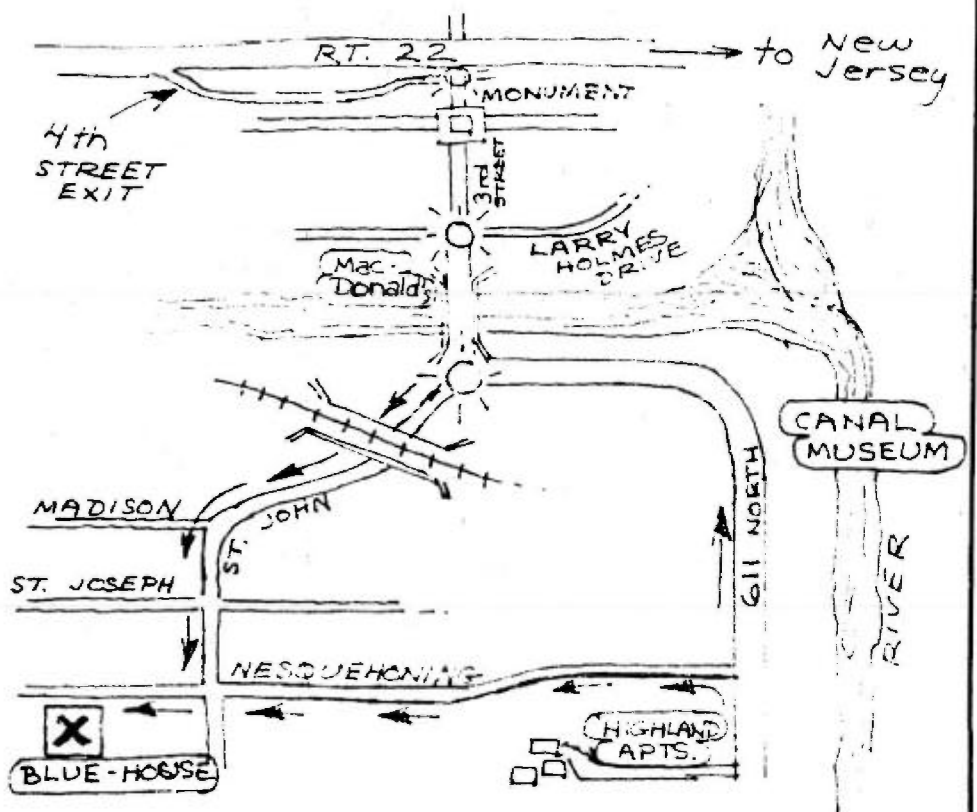 RT. 22
to New
Jersey
MONUMENT
4th
STREET
EXIT
3rd
STREET
LARRY
HOLMES
DRIVE
Mac-
Donald's
CANAL
MUSEUM
MADISON
ST. JOHN
611 NORTH
ST. JOSEPH
RIVER
NESQUEHONING
HIGHLAND
APTS.
X
BLUE-HOUSE